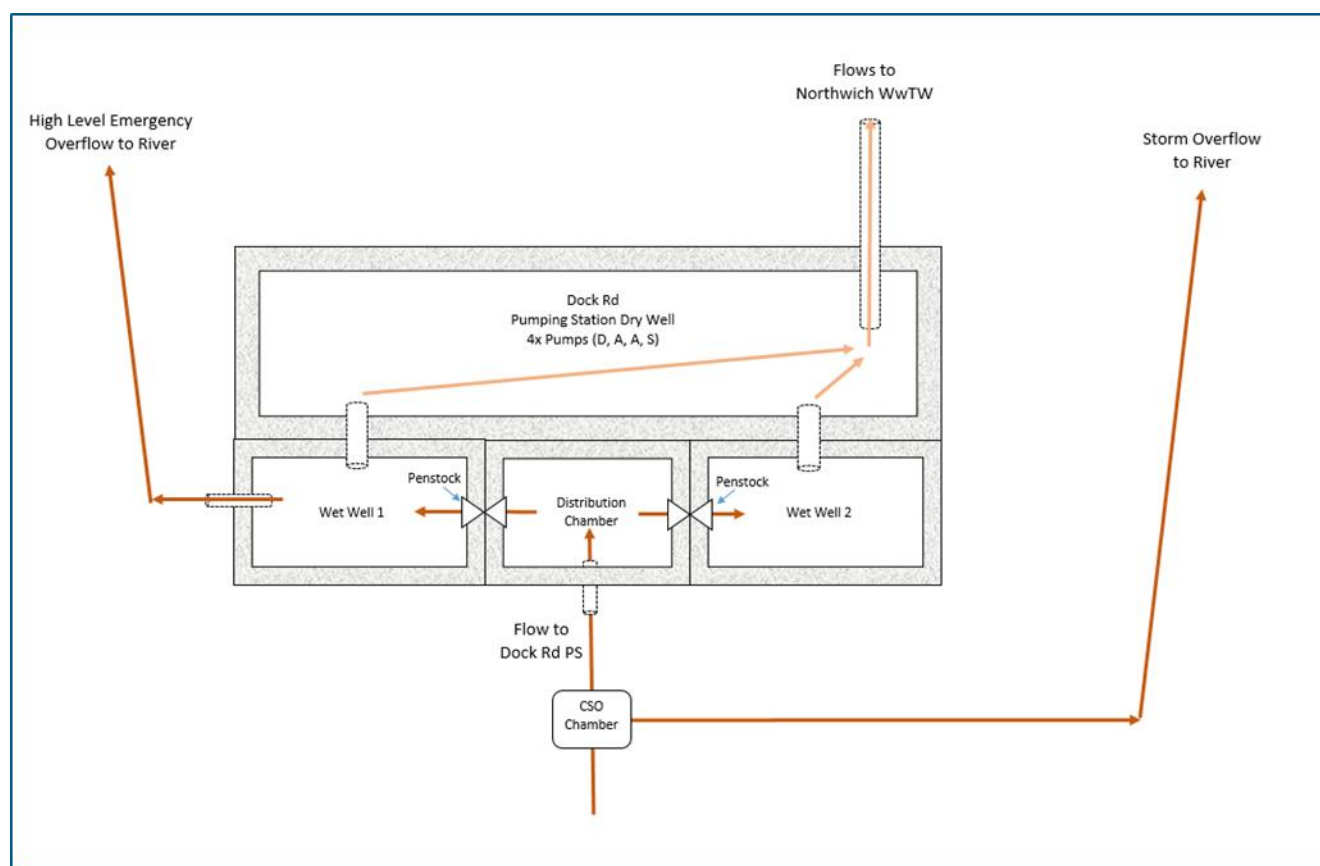 Flows to
Northwich WwTW
High Level Emergency
Overflow to River
Storm Overflow
to River
Dock Rd
Pumping Station Dry Well
4x Pumps (D, A, A, S)
Penstock
Wet Well 1
Distribution
Chamber
Penstock
Wet Well 2
Flow to
Dock Rd PS
CSO
Chamber